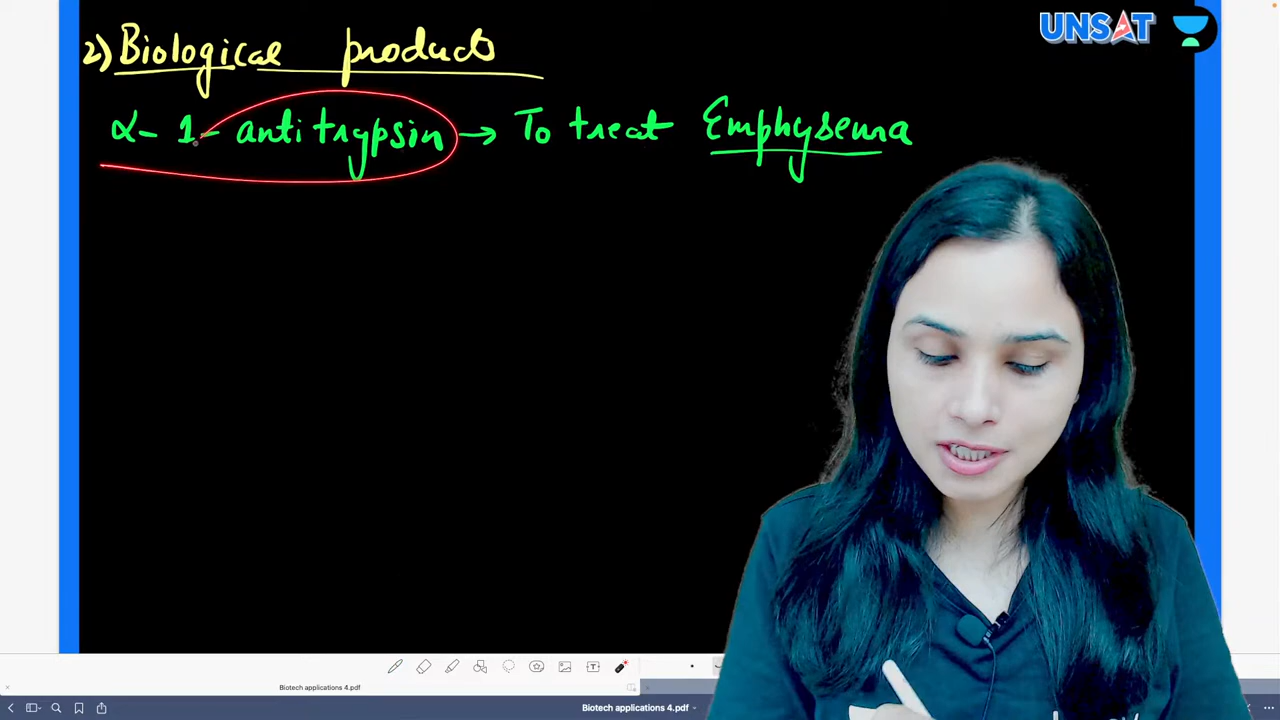 UNSAT
2) Biological products
α-1-antitrypsin → To treat Emphysema
Biotech applications 4.pdf
Biotech applications 4.pdf